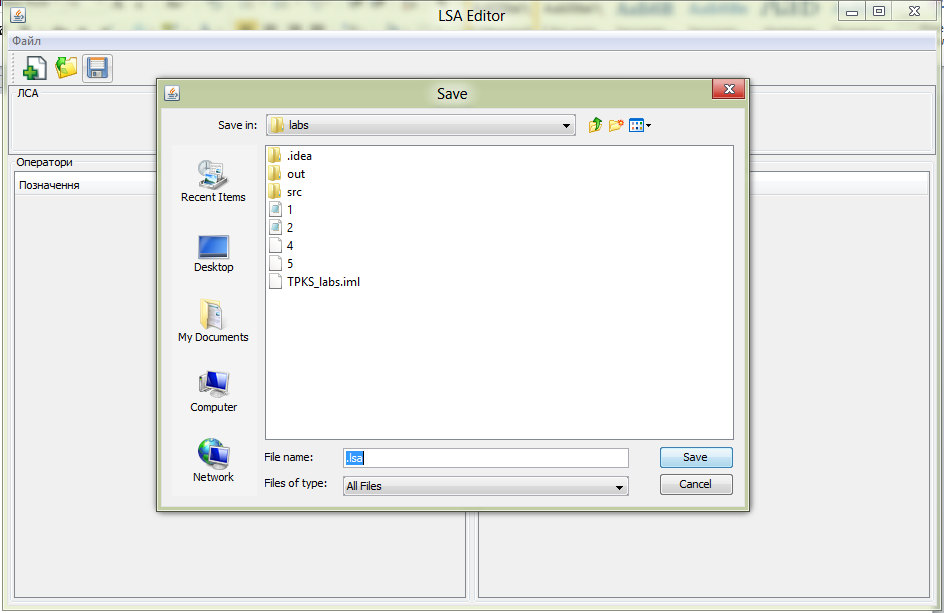 LSA Editor
Файл
ЛСА
Оператори
Позначення
Save
Save in:
labs
Recent Items
Desktop
My Documents
Computer
Network
.idea
out
src
1
2
4
5
TPKS_labs.iml
File name:
.lsa
Save
Files of type:
All Files
Cancel